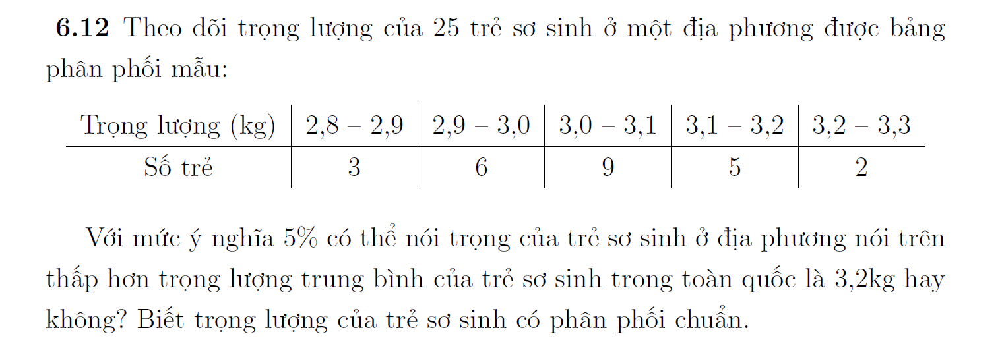 6.12 Theo dõi trọng lượng của 25 trẻ sơ sinh ở một địa phương được bảng
phân phối mẫu:
Trọng lượng (kg) 2,8 – 2,9 2,9 – 3,0 3,0 – 3,1 3,1 – 3,2 3,2 – 3,3
Số trẻ 3 6 9 5 2
Với mức ý nghĩa 5% có thể nói trọng của trẻ sơ sinh ở địa phương nói trên
thấp hơn trọng lượng trung bình của trẻ sơ sinh trong toàn quốc là 3,2kg hay
không? Biết trọng lượng của trẻ sơ sinh có phân phối chuẩn.